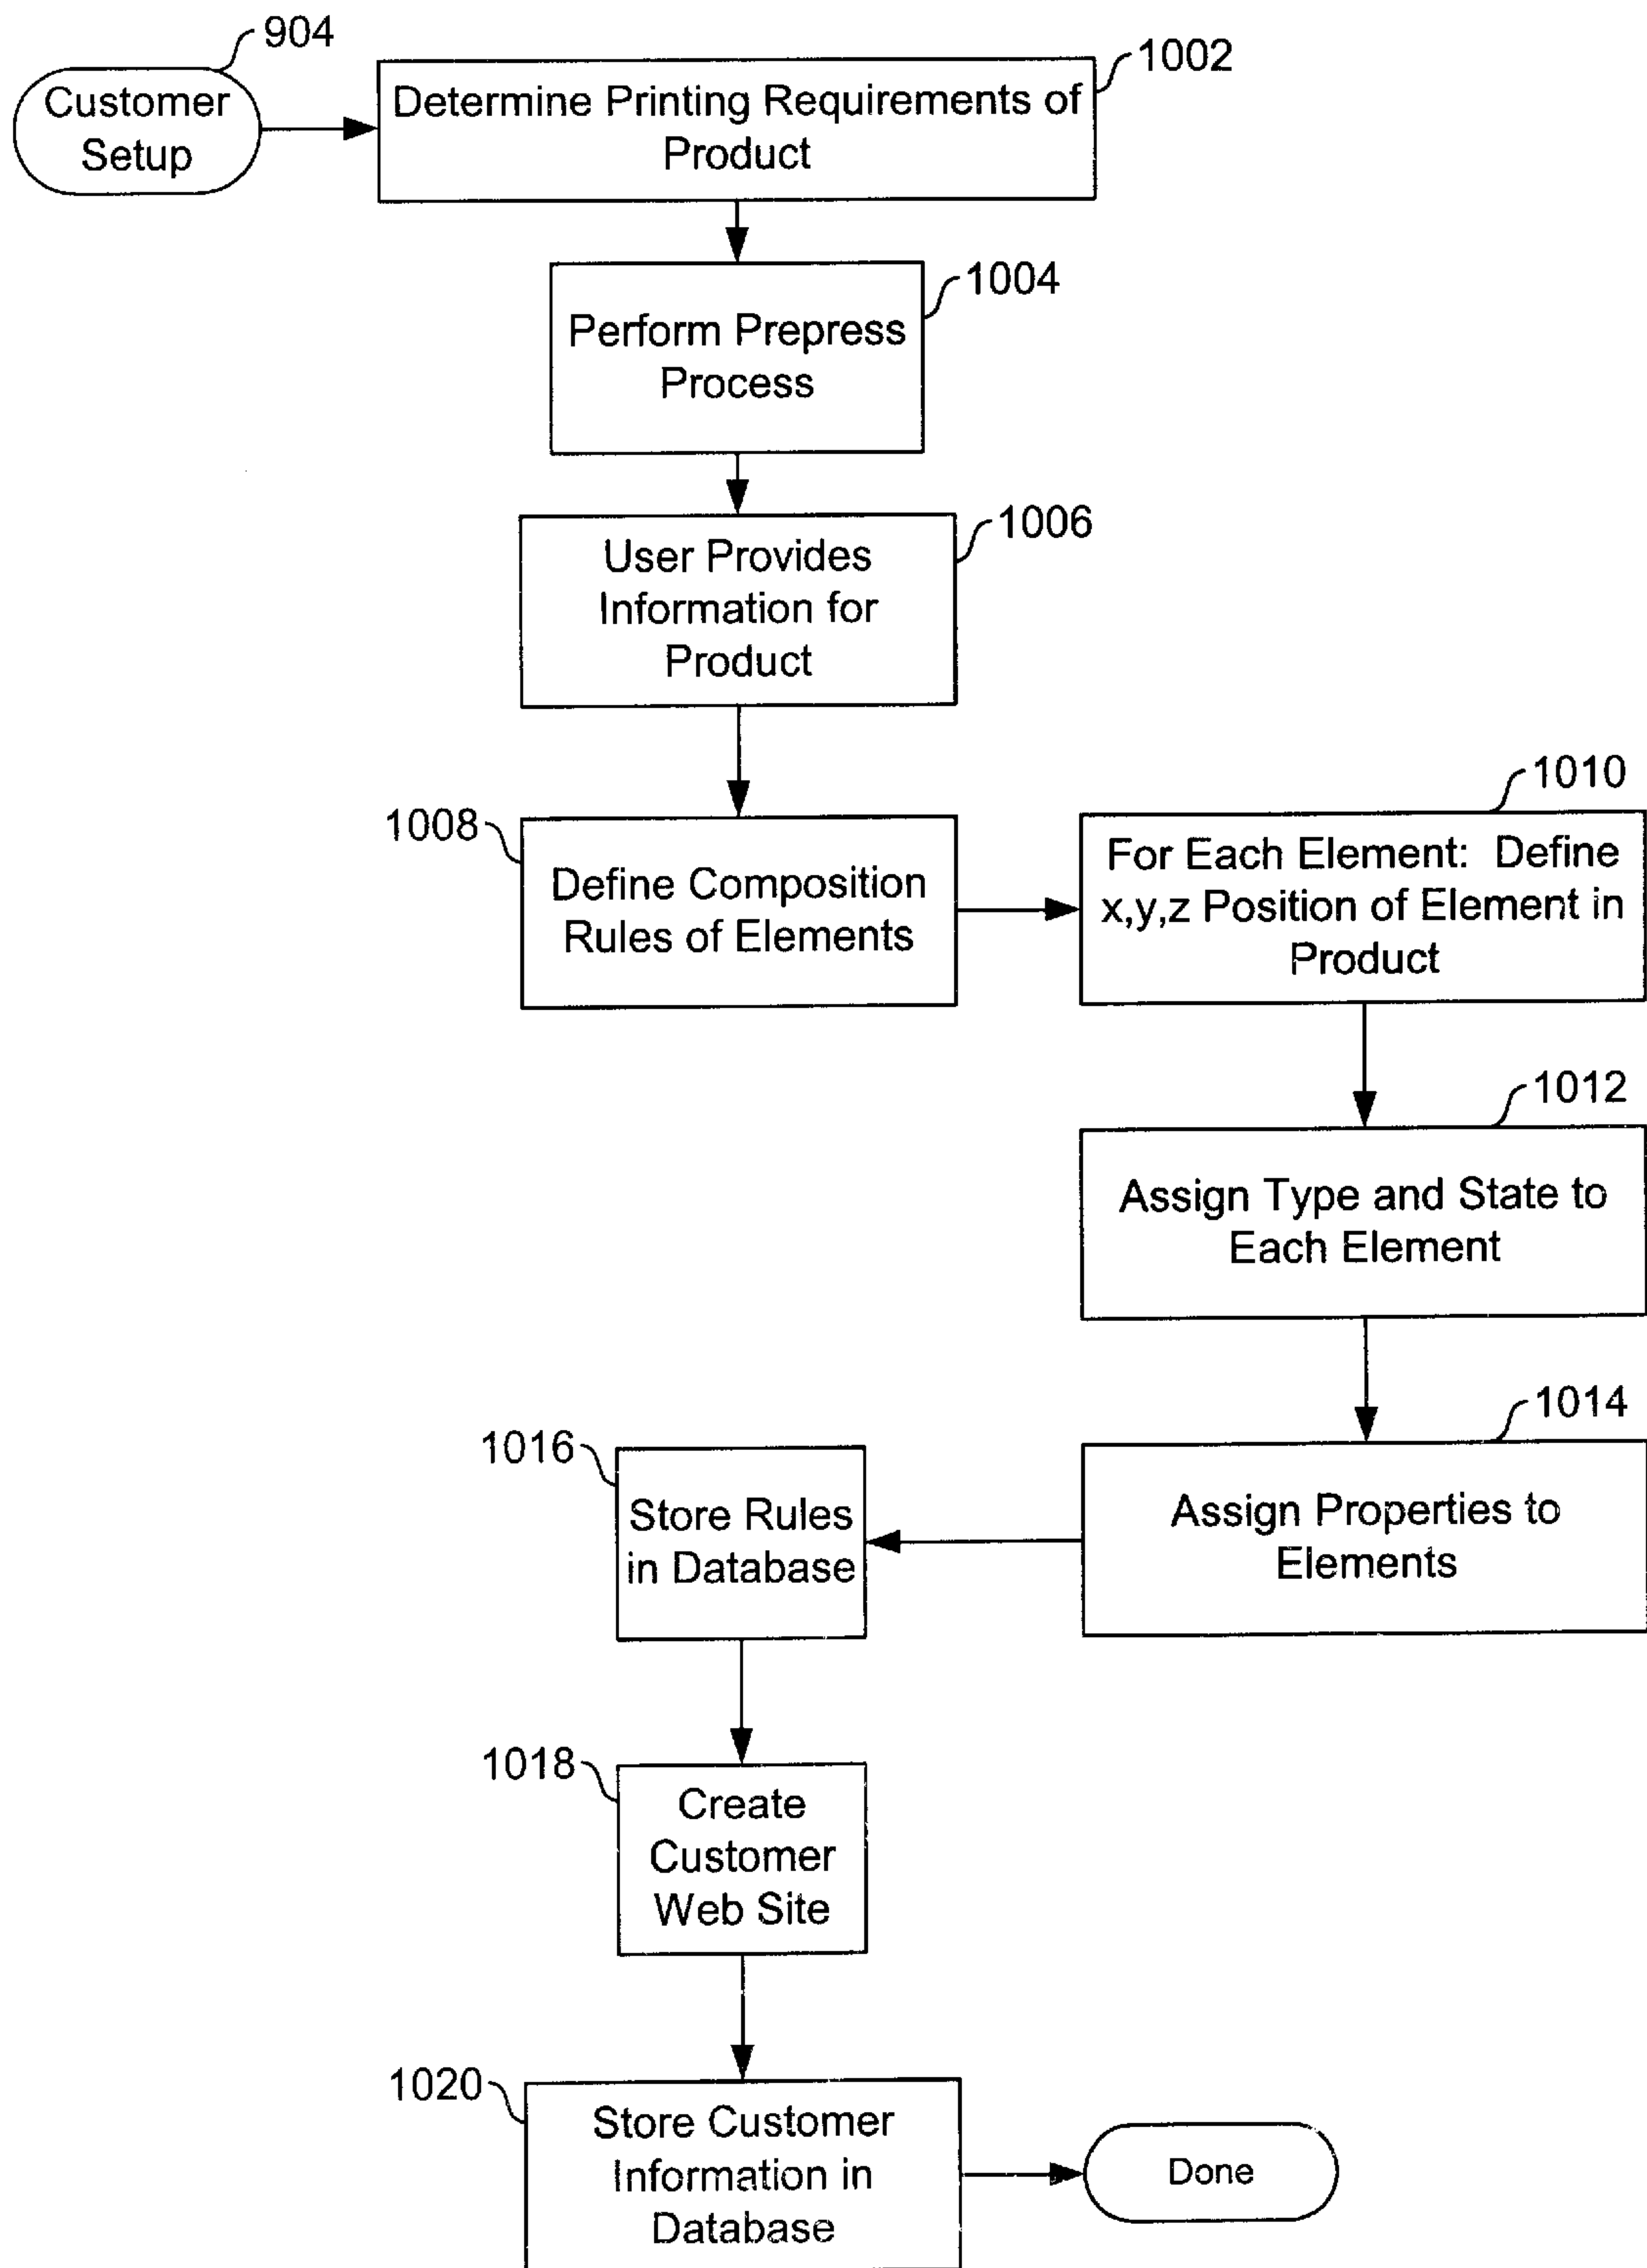 904
Customer
Setup
1002
Determine Printing Requirements of
Product
1004
Perform Prepress
Process
1006
User Provides
Information for
Product
1008
Define Composition
Rules of Elements
1010
For Each Element: Define
x,y,z Position of Element in
Product
1012
Assign Type and State to
Each Element
1014
Assign Properties to
Elements
1016
Store Rules
in Database
1018
Create
Customer
Web Site
1020
Store Customer
Information in
Database
Done